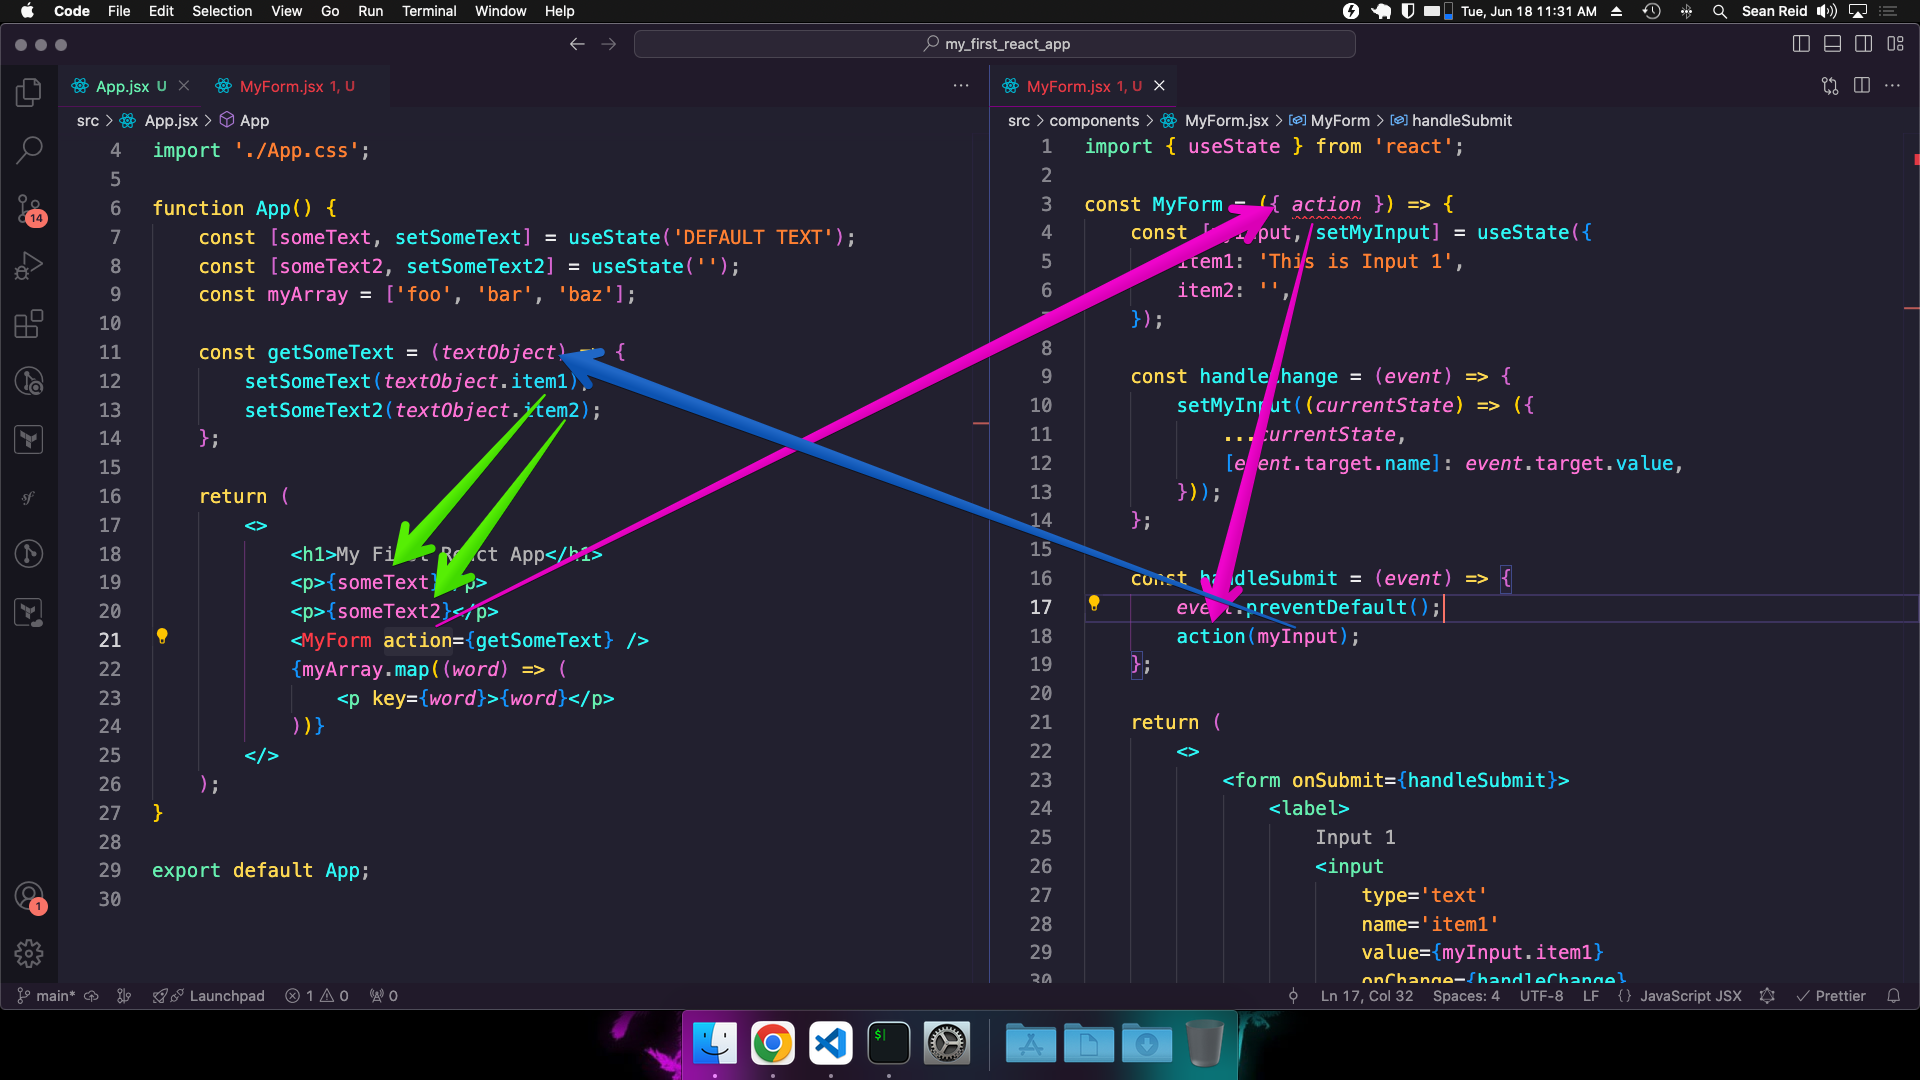 Code File Edit Selection View Go Run Terminal Window Help
Tue, Jun 18 11:31 AM Sean Reid
my_first_react_app
App.jsx U
MyForm.jsx 1, U
src > App.jsx > App
4 import './App.css';
5
6 function App() {
7 const [someText, setSomeText] = useState('DEFAULT TEXT');
8 const [someText2, setSomeText2] = useState('');
9 const myArray = ['foo', 'bar', 'baz'];
10
11 const getSomeText = (textObject) => {
12 setSomeText(textObject.item1);
13 setSomeText2(textObject.item2);
14 };
15
16 return (
17 <>
18 <h1>My First React App</h1>
19 <p>{someText}</p>
20 <p>{someText2}</p>
21 <MyForm action={getSomeText} />
22 {myArray.map((word) => (
23 <p key={word}>{word}</p>
24 ))}
25 </>
26 );
27 }
28
29 export default App;
30
MyForm.jsx 1, U
src > components > MyForm.jsx > MyForm > handleSubmit
1 import { useState } from 'react';
2
3 const MyForm = ({ action }) => {
4 const [myInput, setMyInput] = useState({
5 item1: 'This is Input 1',
6 item2: '',
7 });
8
9 const handleChange = (event) => {
10 setMyInput((currentState) => ({
11 ...currentState,
12 [event.target.name]: event.target.value,
13 }));
14 };
15
16 const handleSubmit = (event) => {
17 event.preventDefault();
18 action(myInput);
19 };
20
21 return (
22 <>
23 <form onSubmit={handleSubmit}>
24 <label>
25 Input 1
26 <input
27 type='text'
28 name='item1'
29 value={myInput.item1}
30 onChange={handleChange}
14
1
main* Launchpad 1 0 0
Ln 17, Col 32 Spaces: 4 UTF-8 LF {} JavaScript JSX Prettier
$